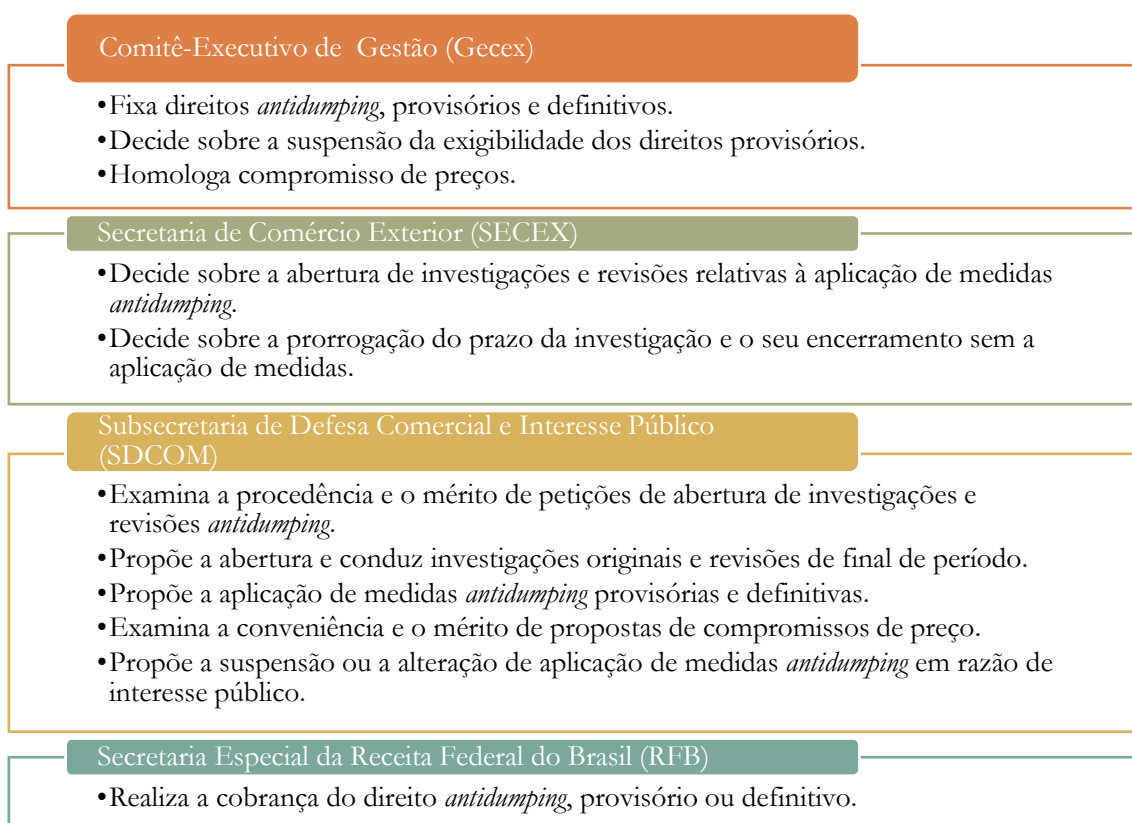 Comitê-Executivo de Gestão (Gecex)
•Fixa direitos antidumping, provisórios e definitivos.
•Decide sobre a suspensão da exigibilidade dos direitos provisórios.
•Homologa compromisso de preços.
Secretaria de Comércio Exterior (SECEX)
•Decide sobre a abertura de investigações e revisões relativas à aplicação de medidas
antidumping.
•Decide sobre a prorrogação do prazo da investigação e o seu encerramento sem a
aplicação de medidas.
Subsecretaria de Defesa Comercial e Interesse Público
(SDCOM)
•Examina a procedência e o mérito de petições de abertura de investigações e
revisões antidumping.
•Propõe a abertura e conduz investigações originais e revisões de final de período.
•Propõe a aplicação de medidas antidumping provisórias e definitivas.
•Examina a conveniência e o mérito de propostas de compromissos de preço.
•Propõe a suspensão ou a alteração de aplicação de medidas antidumping em razão de
interesse público.
Secretaria Especial da Receita Federal do Brasil (RFB)
•Realiza a cobrança do direito antidumping, provisório ou definitivo.